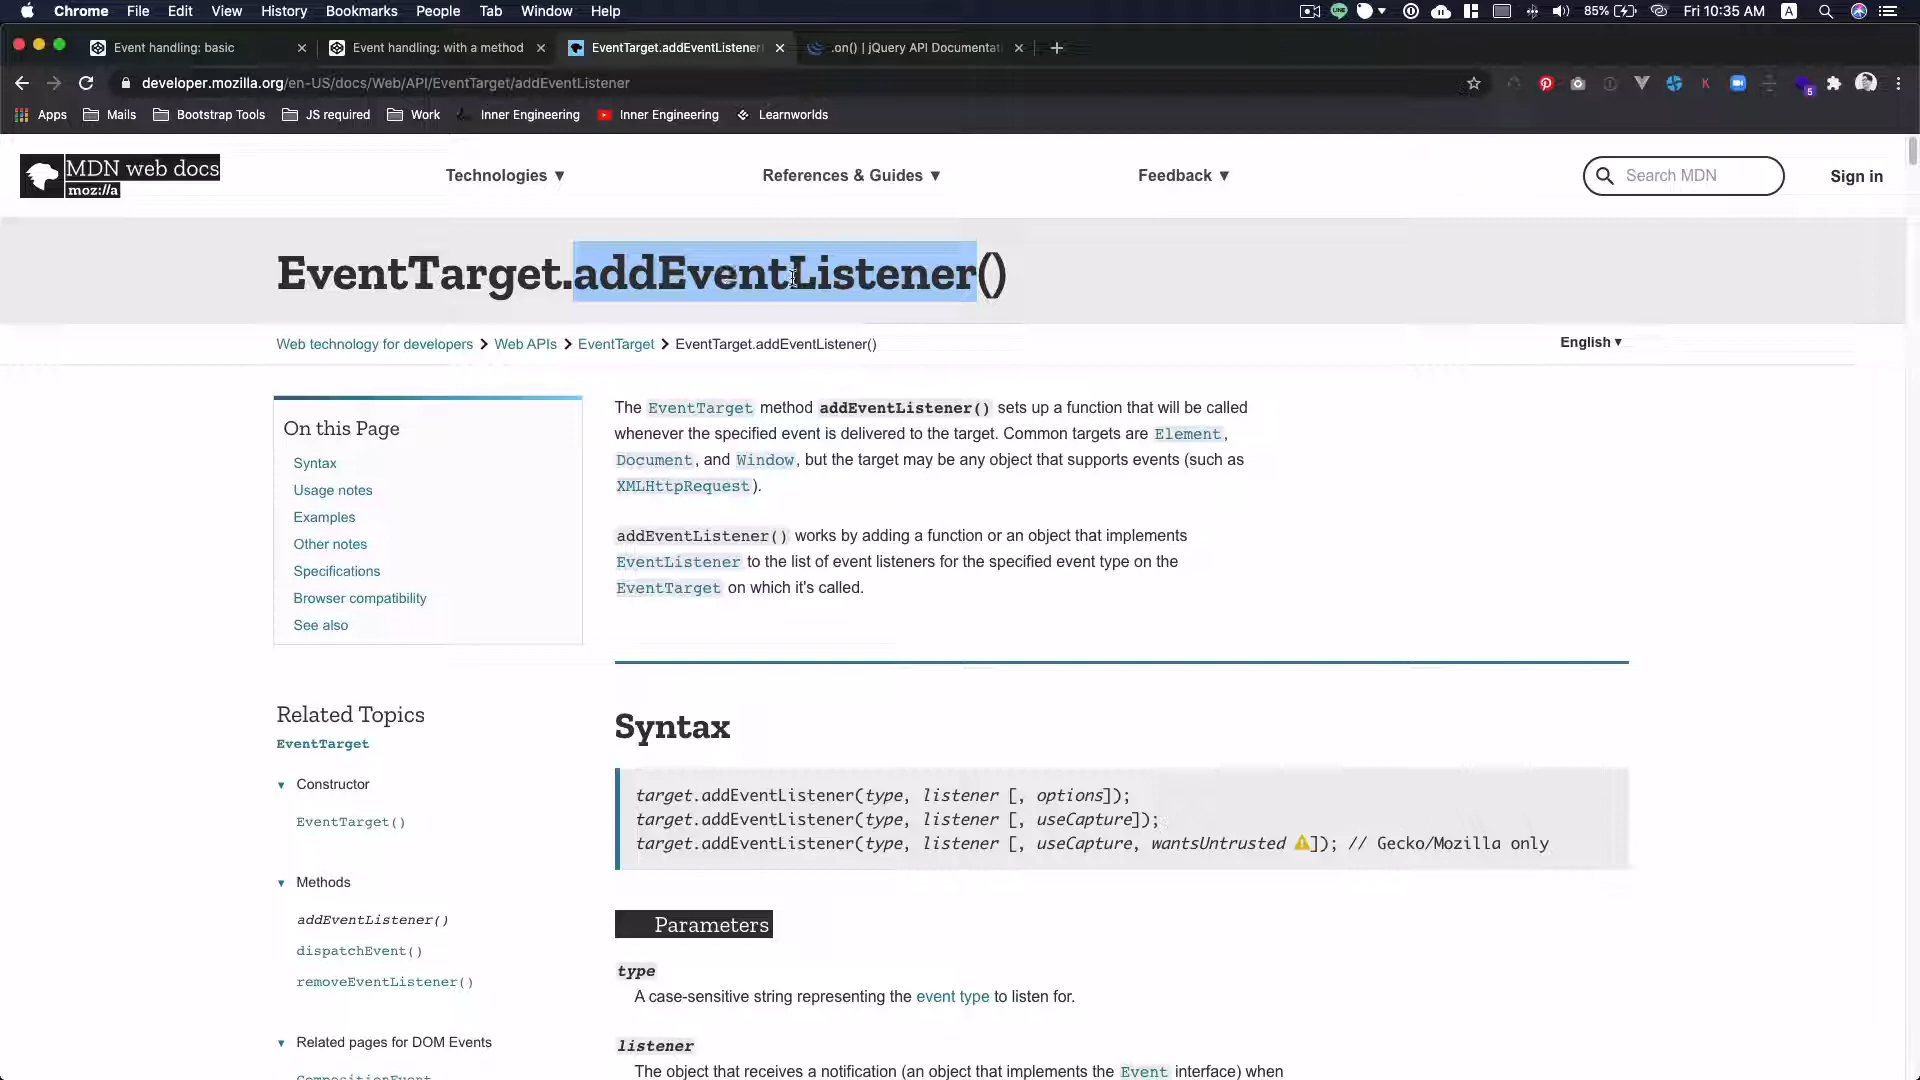 Chrome File Edit View History Bookmarks People Tab Window Help 85% Fri 10:35 AM A
Event handling: basic Event handling: with a method EventTarget.addEventListener .on() | jQuery API Documentat
developer.mozilla.org/en-US/docs/Web/API/EventTarget/addEventListener 5
Apps Mails Bootstrap Tools JS required Work Inner Engineering Inner Engineering Learnworlds
MDN web docs
moz://a
Technologies ▼ References & Guides ▼ Feedback ▼ Search MDN Sign in
EventTarget.addEventListener()
Web technology for developers > Web APIs > EventTarget > EventTarget.addEventListener() English ▼
On this Page
Syntax
Usage notes
Examples
Other notes
Specifications
Browser compatibility
See also
The EventTarget method addEventListener() sets up a function that will be called
whenever the specified event is delivered to the target. Common targets are Element,
Document, and Window, but the target may be any object that supports events (such as
XMLHttpRequest).
addEventListener() works by adding a function or an object that implements
EventListener to the list of event listeners for the specified event type on the
EventTarget on which it's called.
Related Topics
EventTarget
▼ Constructor
EventTarget()
▼ Methods
addEventListener()
dispatchEvent()
removeEventListener()
▼ Related pages for DOM Events
CompositionEvent
Syntax
target.addEventListener(type, listener [, options]);
target.addEventListener(type, listener [, useCapture]);
target.addEventListener(type, listener [, useCapture, wantsUntrusted ⚠]); // Gecko/Mozilla only
Parameters
type
A case-sensitive string representing the event type to listen for.
listener
The object that receives a notification (an object that implements the Event interface) when